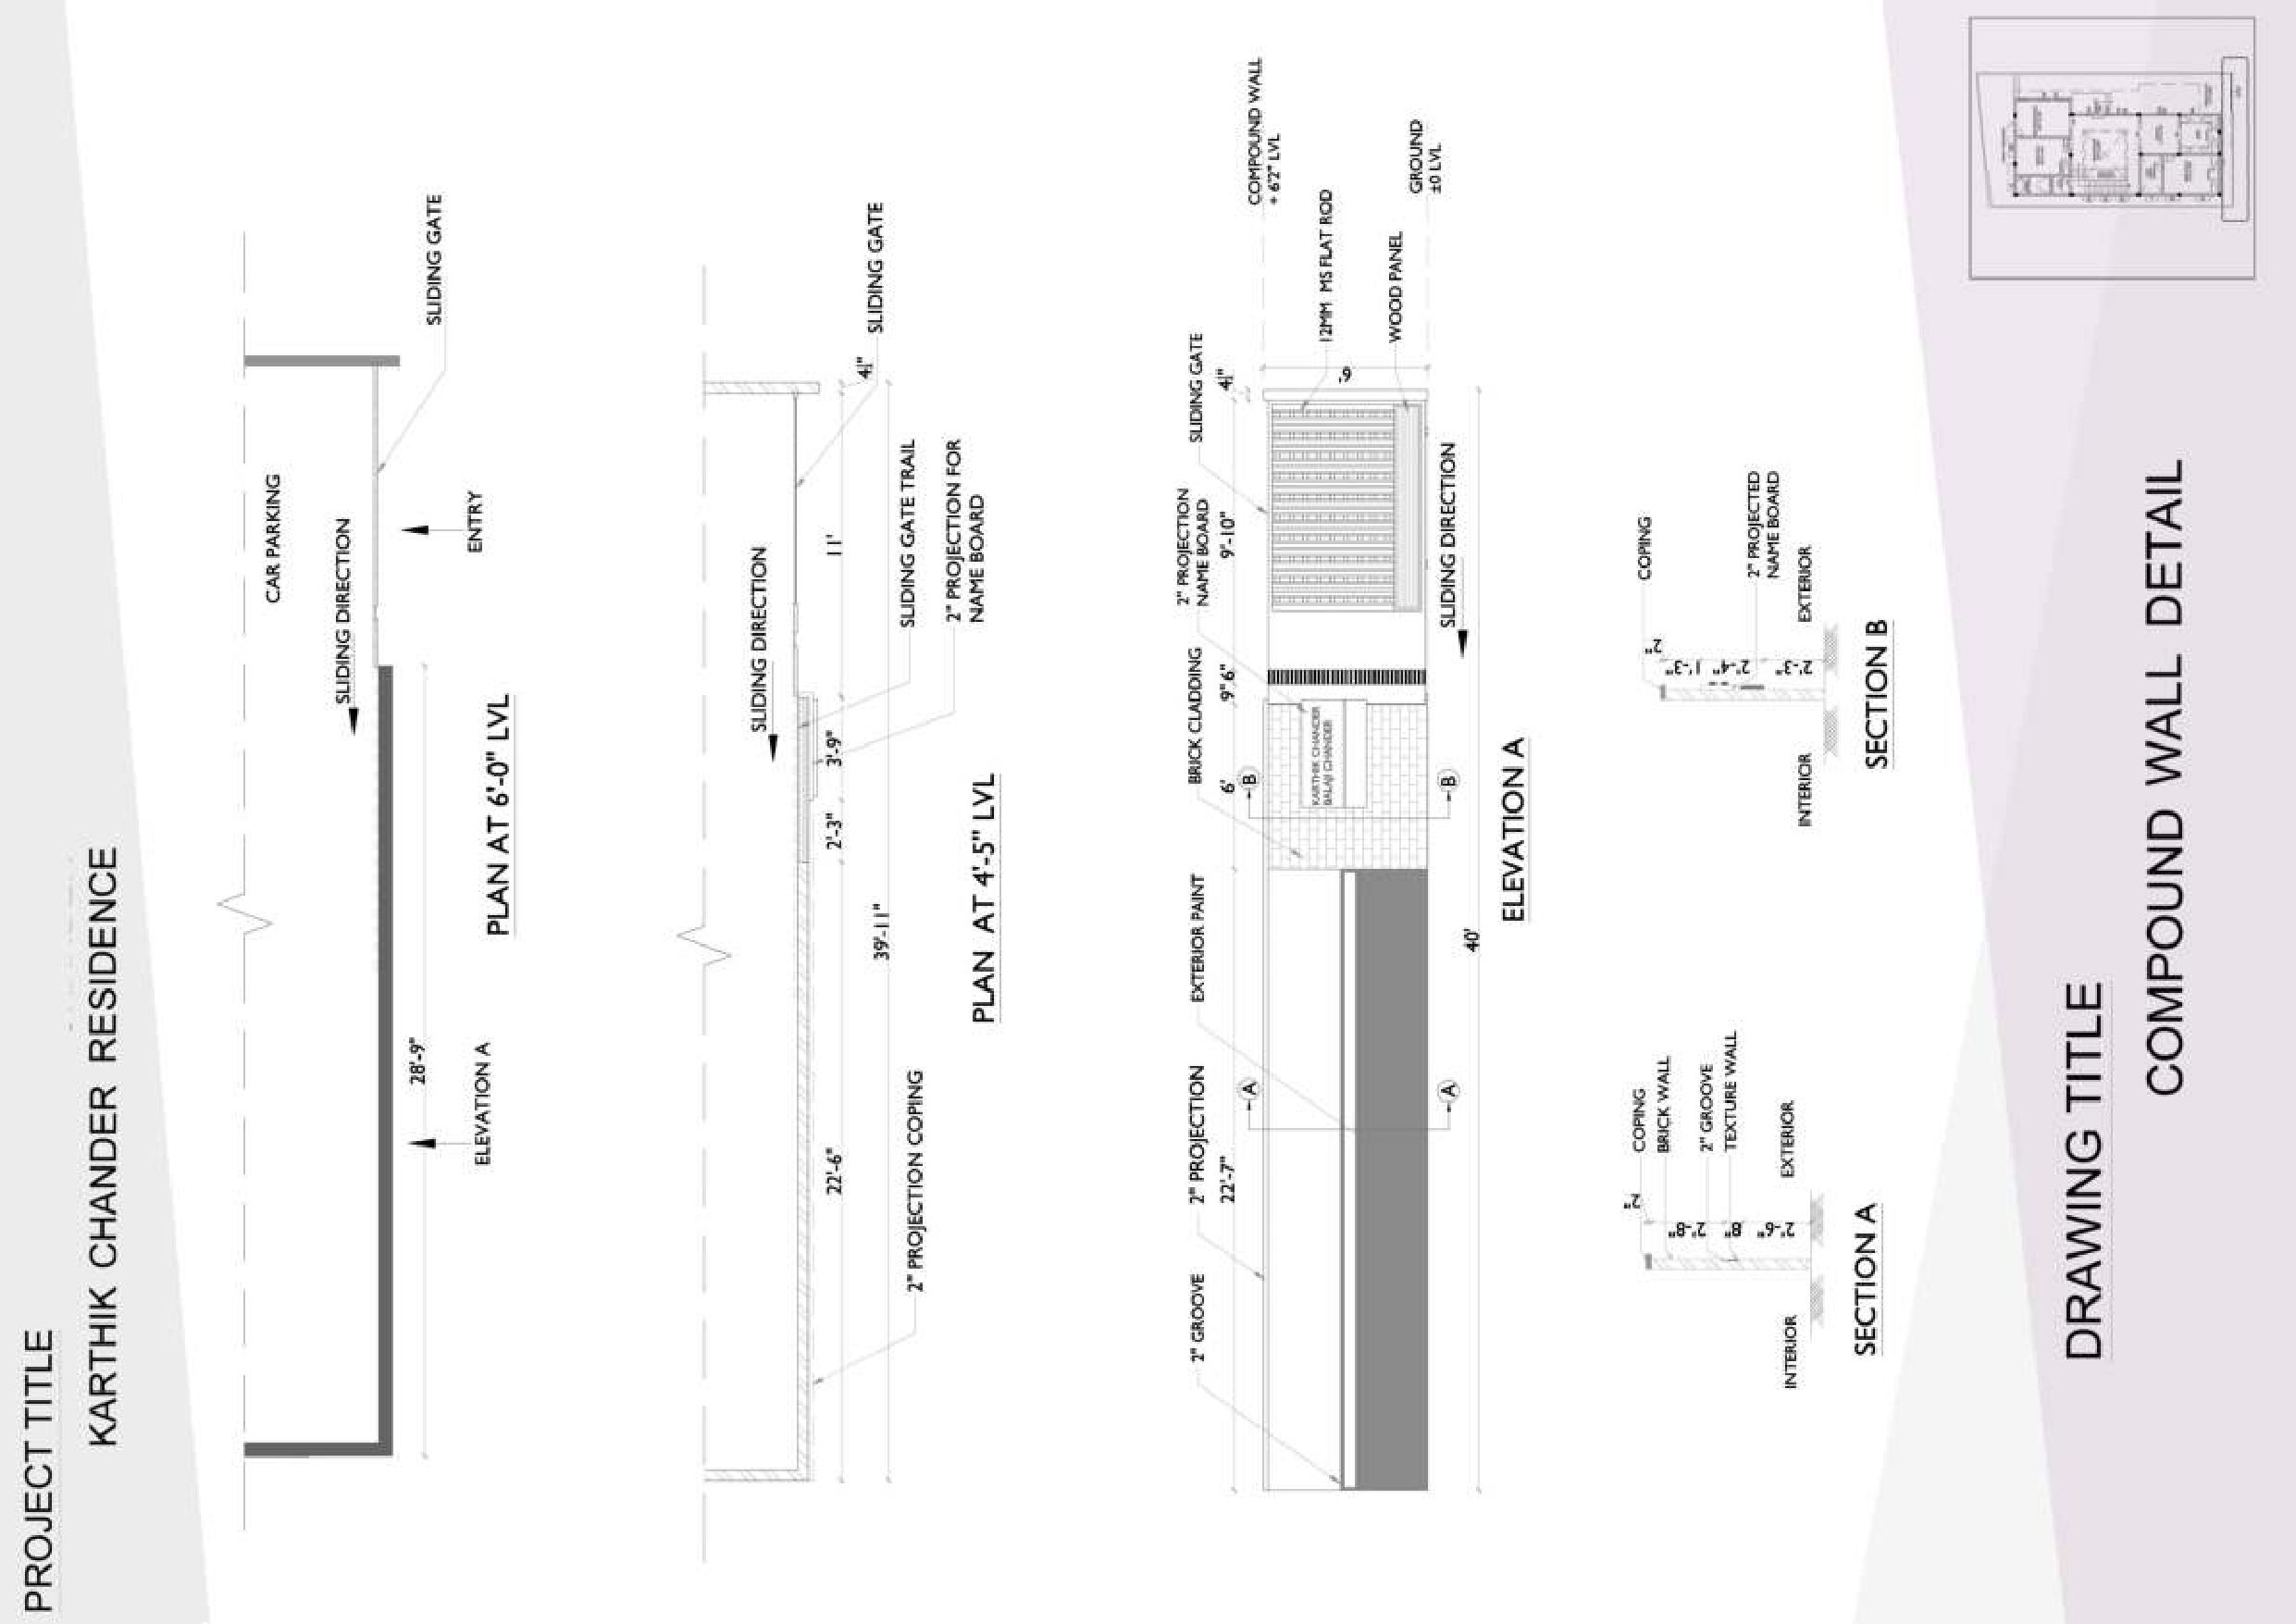 PROJECT TITLE
KARTHIK CHANDER RESIDENCE
CAR PARKING
SLIDING DIRECTION
SLIDING GATE
ENTRY
28'-9"
ELEVATION A
PLAN AT 6'-0" LVL
SLIDING DIRECTION
SLIDING GATE
4½"
11'
3'-9"
2'-3"
22'-6"
39'-11"
SLIDING GATE TRAIL
2" PROJECTION FOR
NAME BOARD
2" PROJECTION COPING
PLAN AT 4'-5" LVL
2" GROOVE
2" PROJECTION
EXTERIOR PAINT
BRICK CLADDING
2" PROJECTION
NAME BOARD
SLIDING GATE
22'-7"
6'
9"
6"
9'-10"
4½"
COMPOUND WALL
+ 6'2" LVL
12MM MS FLAT ROD
WOOD PANEL
GROUND
±0 LVL
6'
A
B
KARTHIK CHANDER
BALAJI CHANDER
A
B
SLIDING DIRECTION
40'
ELEVATION A
COPING
BRICK WALL
2" GROOVE
TEXTURE WALL
2"
2'-8"
8"
2'-6"
EXTERIOR
INTERIOR
SECTION A
COPING
2" PROJECTED
NAME BOARD
2"
1'-3"
2'-4"
2'-3"
EXTERIOR
INTERIOR
SECTION B
DRAWING TITLE
COMPOUND WALL DETAIL